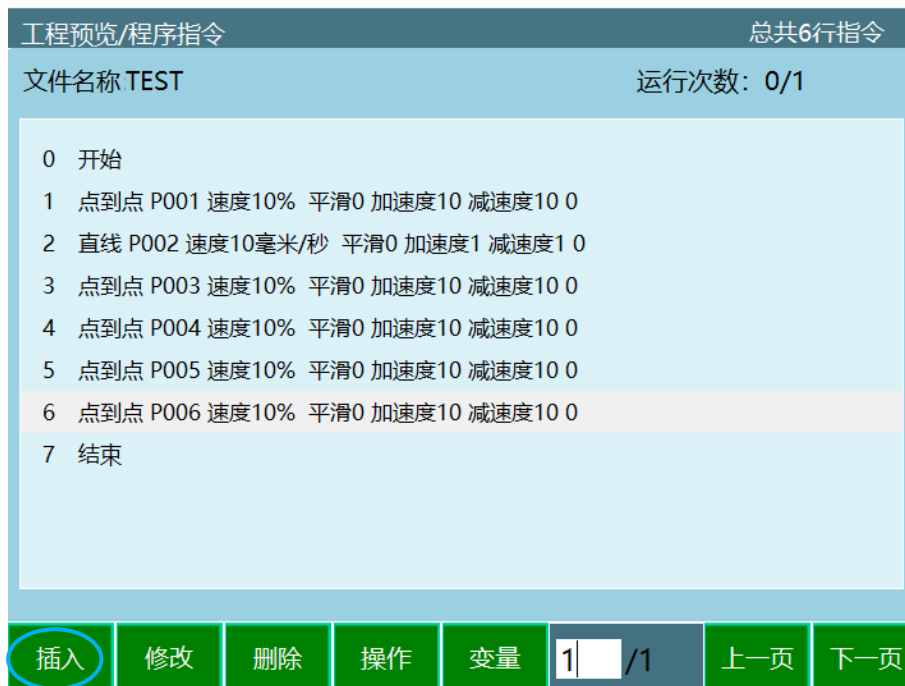 工程预览/程序指令 总共6行指令
文件名称:TEST 运行次数：0/1
0 开始
1 点到点 P001 速度10% 平滑0 加速度10 减速度10 0
2 直线 P002 速度10毫米/秒 平滑0 加速度1 减速度1 0
3 点到点 P003 速度10% 平滑0 加速度10 减速度10 0
4 点到点 P004 速度10% 平滑0 加速度10 减速度10 0
5 点到点 P005 速度10% 平滑0 加速度10 减速度10 0
6 点到点 P006 速度10% 平滑0 加速度10 减速度10 0
7 结束
插入 修改 删除 操作 变量 1 /1 上一页 下一页